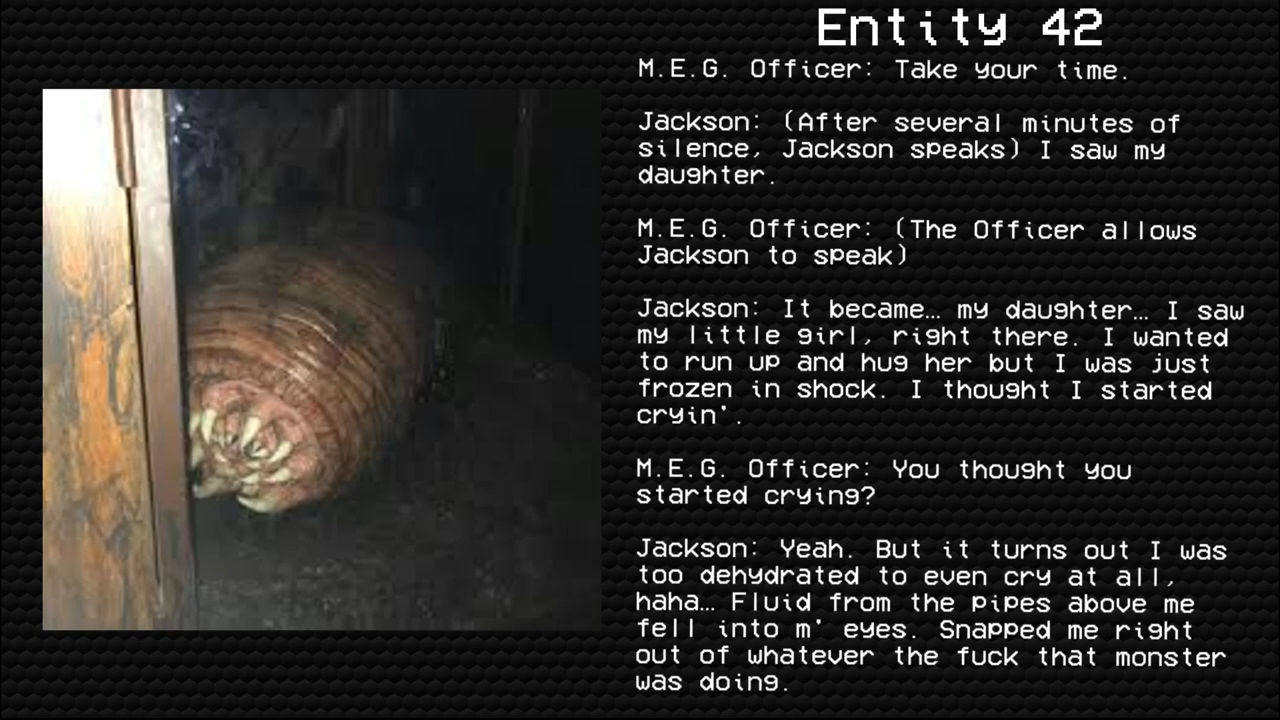 Entity 42
M.E.G. Officer: Take your time.
Jackson: (After several minutes of
silence, Jackson speaks) I saw my
daughter.
M.E.G. Officer: (The Officer allows
Jackson to speak)
Jackson: It became… my daughter… I saw
my little girl, right there. I wanted
to run up and hug her but I was just
frozen in shock. I thought I started
cryin'.
M.E.G. Officer: You thought you
started crying?
Jackson: Yeah. But it turns out I was
too dehydrated to even cry at all,
haha… Fluid from the pipes above me
fell into m' eyes. Snapped me right
out of whatever the fuck that monster
was doing.